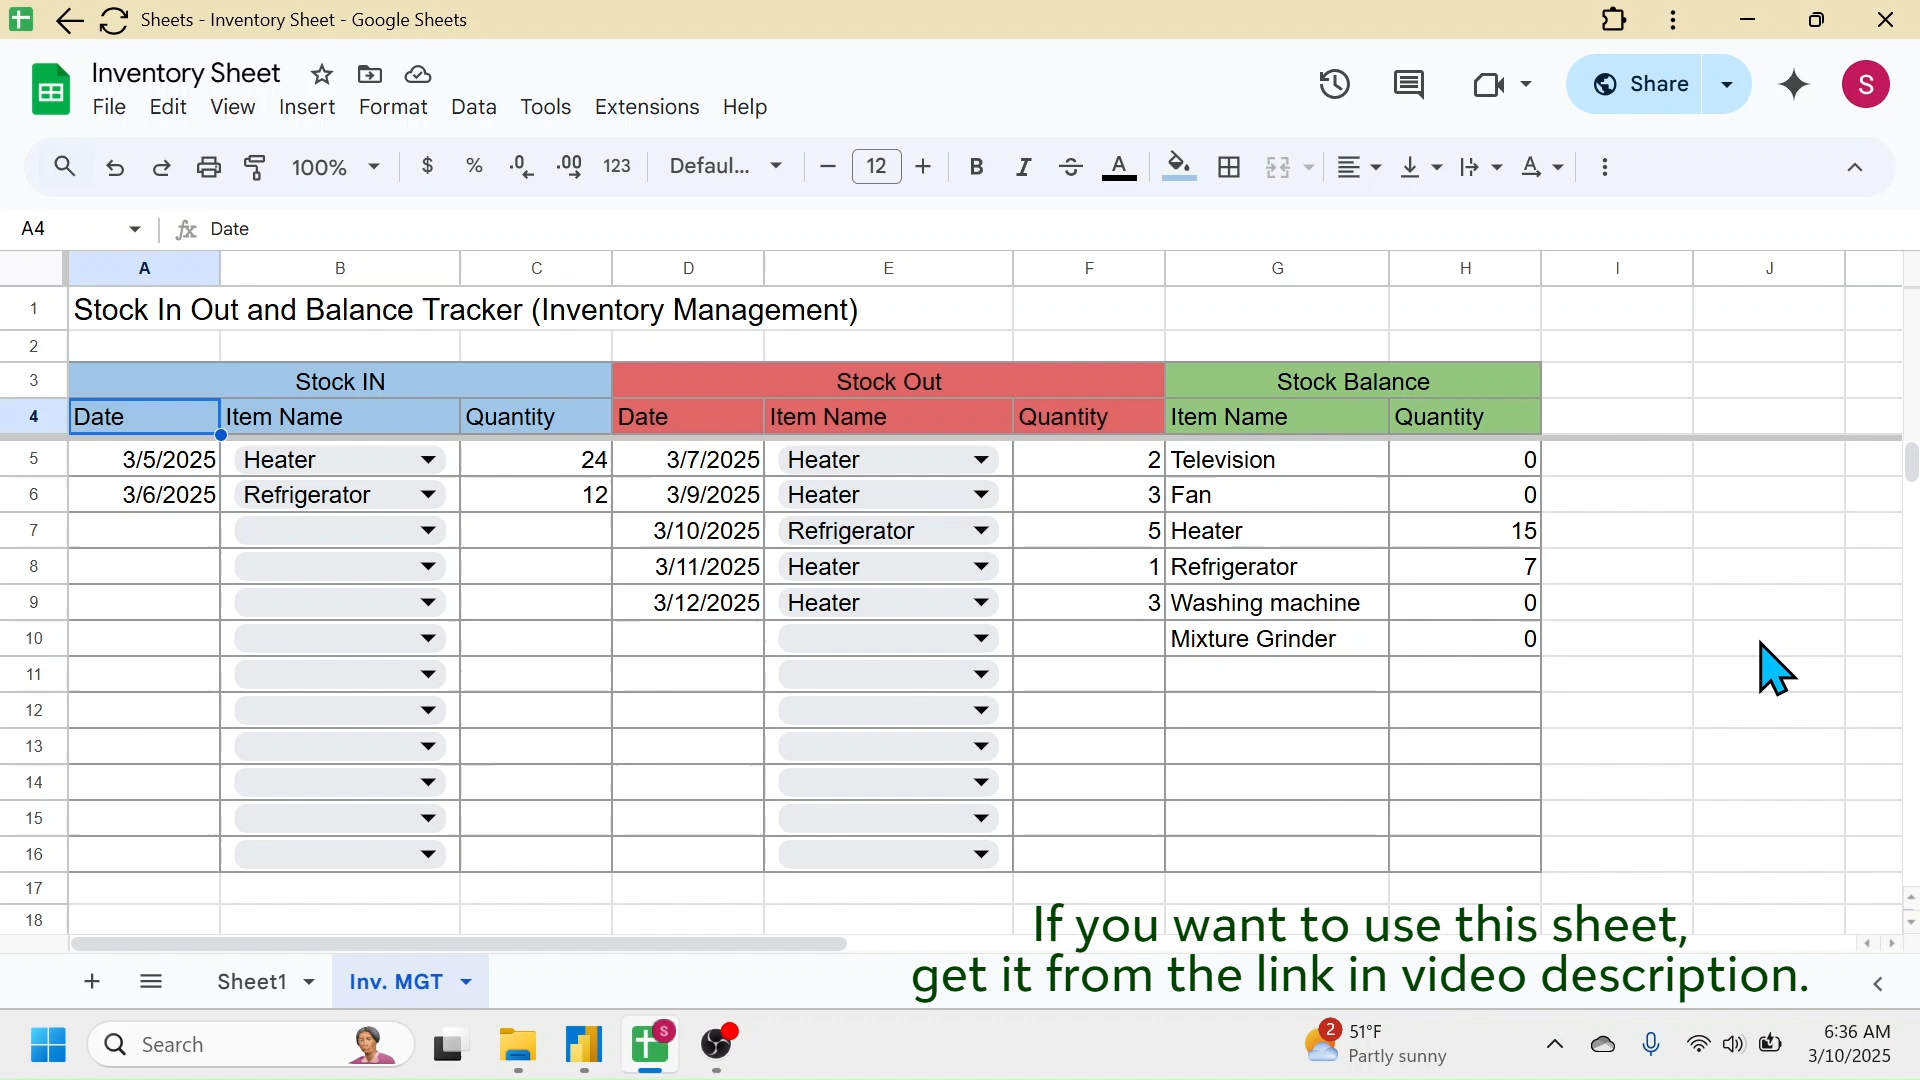 Sheets - Inventory Sheet - Google Sheets
Inventory Sheet
File Edit View Insert Format Data Tools Extensions Help
Share
S
100% $ % .0 .00 123 Defaul... 12 B I A A
A4 fx Date
A B C D E F G H I J
1 Stock In Out and Balance Tracker (Inventory Management)
2
3 Stock IN Stock Out Stock Balance
4 Date Item Name Quantity Date Item Name Quantity Item Name Quantity
5 3/5/2025 Heater 24 3/7/2025 Heater 2 Television 0
6 3/6/2025 Refrigerator 12 3/9/2025 Heater 3 Fan 0
7 3/10/2025 Refrigerator 5 Heater 15
8 3/11/2025 Heater 1 Refrigerator 7
9 3/12/2025 Heater 3 Washing machine 0
10 Mixture Grinder 0
11
12
13
14
15
16
17
18
If you want to use this sheet,
get it from the link in video description.
Sheet1 Inv. MGT
Search
S
2
51°F
Partly sunny
6:36 AM
3/10/2025